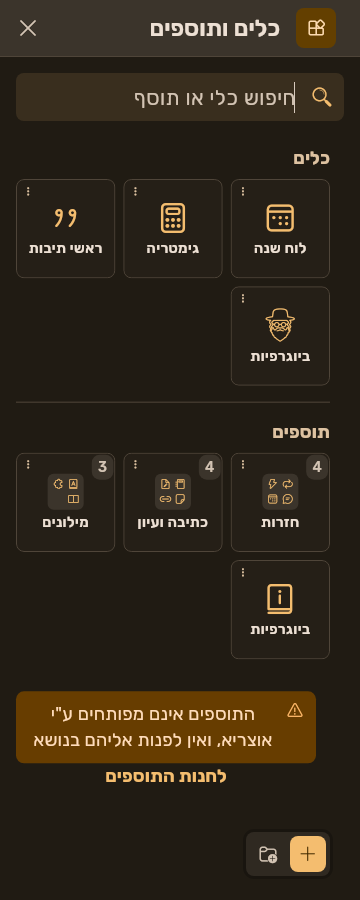 כלים ותוספים
חיפוש כלי או תוסף
כלים
לוח שנה
גימטריה
ראשי תיבות
ביוגרפיות
תוספים
4
חזרות
4
כתיבה ועיון
3
מילונים
ביוגרפיות
התוספים אינם מפותחים ע"י
אוצריא, ואין לפנות אליהם בנושא
לחנות התוספים